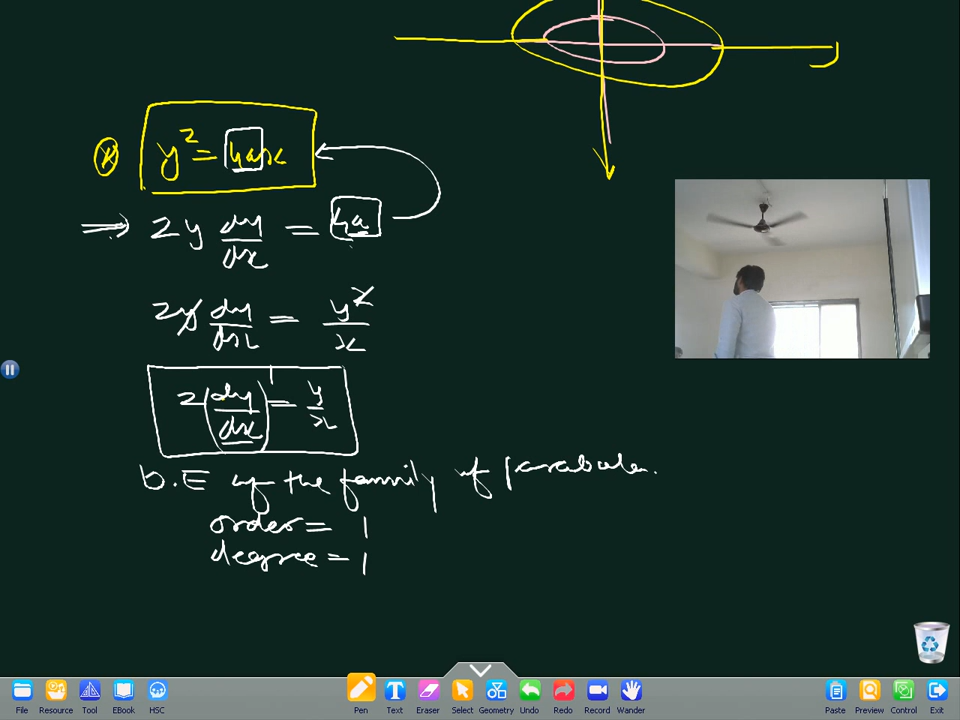 y² = 4ax
⇒ 2y dy/dx = 4a
2y dy/dx = y²/x
2(dy/dx)¹ = y/x
D.E of the family of parabola.
order = 1
degree = 1
File Resource Tool EBook HSC Pen Text Eraser Select Geometry Undo Redo Record Wander Paste Preview Control Exit